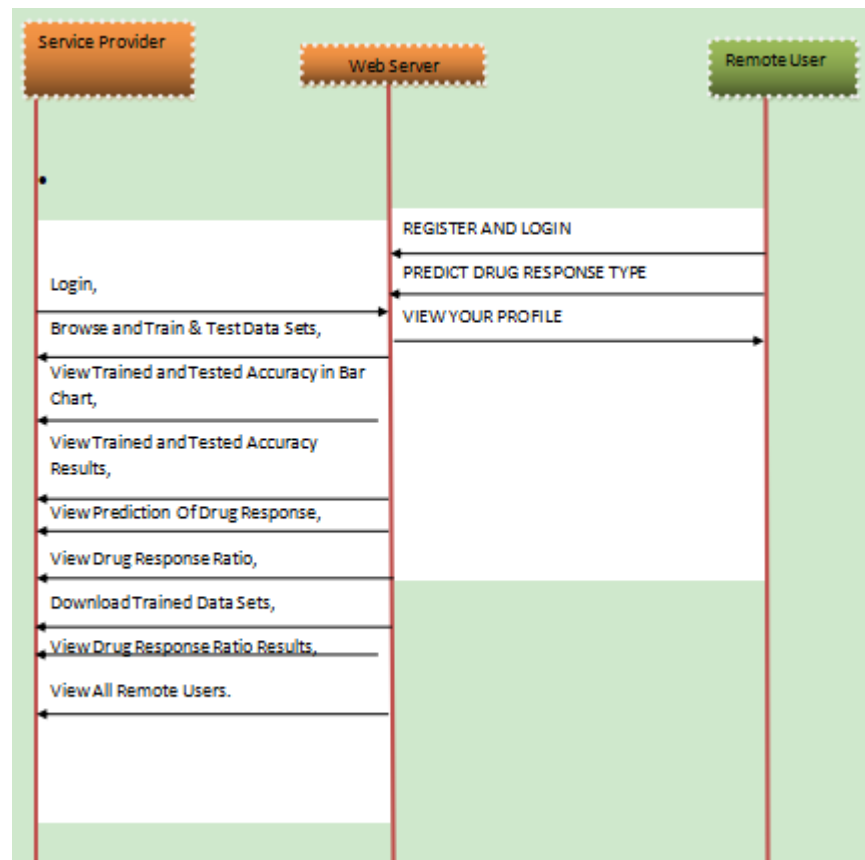 Service Provider
Web Server
Remote User
REGISTER AND LOGIN
PREDICT DRUG RESPONSE TYPE
VIEW YOUR PROFILE
Login,
Browse and Train & Test Data Sets,
View Trained and Tested Accuracy in Bar
Chart,
View Trained and Tested Accuracy
Results,
View Prediction Of Drug Response,
View Drug Response Ratio,
Download Trained Data Sets,
View Drug Response Ratio Results,
View All Remote Users.